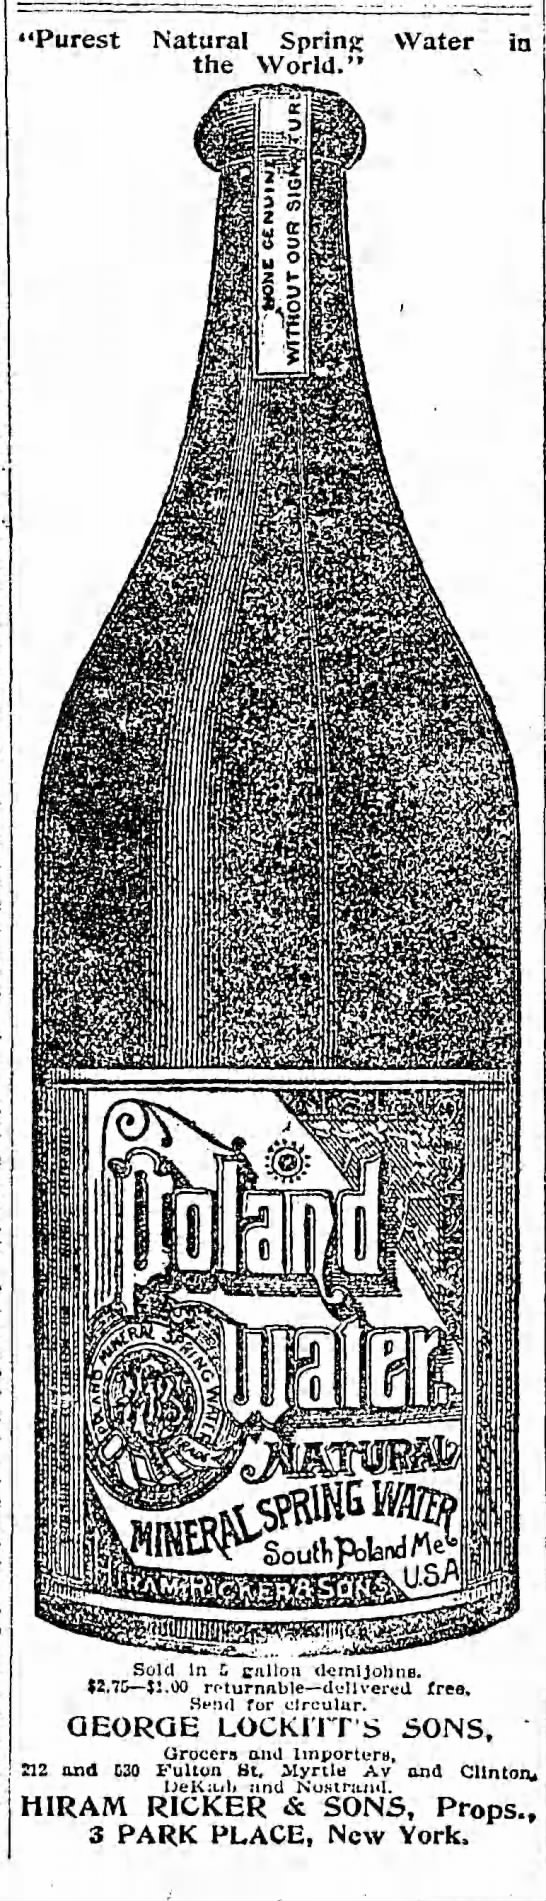 “Purest Natural Spring Water in
the World.”
NONE GENUINE
WITHOUT OUR SIGNATURE
Poland
Water
POLAND MINERAL SPRING WATER
TRADE
NATURAL
MINERAL SPRING WATER
South Poland Me
U.S.A
HIRAM RICKER & SONS
Sold in 5 gallon demijohns.
$2.75—$1.00 returnable—delivered free.
Send for circular.
GEORGE LOCKITT'S SONS,
Grocers and Importers,
212 and 530 Fulton St, Myrtle Av and Clinton,
DeKalb and Nostrand.
HIRAM RICKER & SONS, Props.,
3 PARK PLACE, New York.